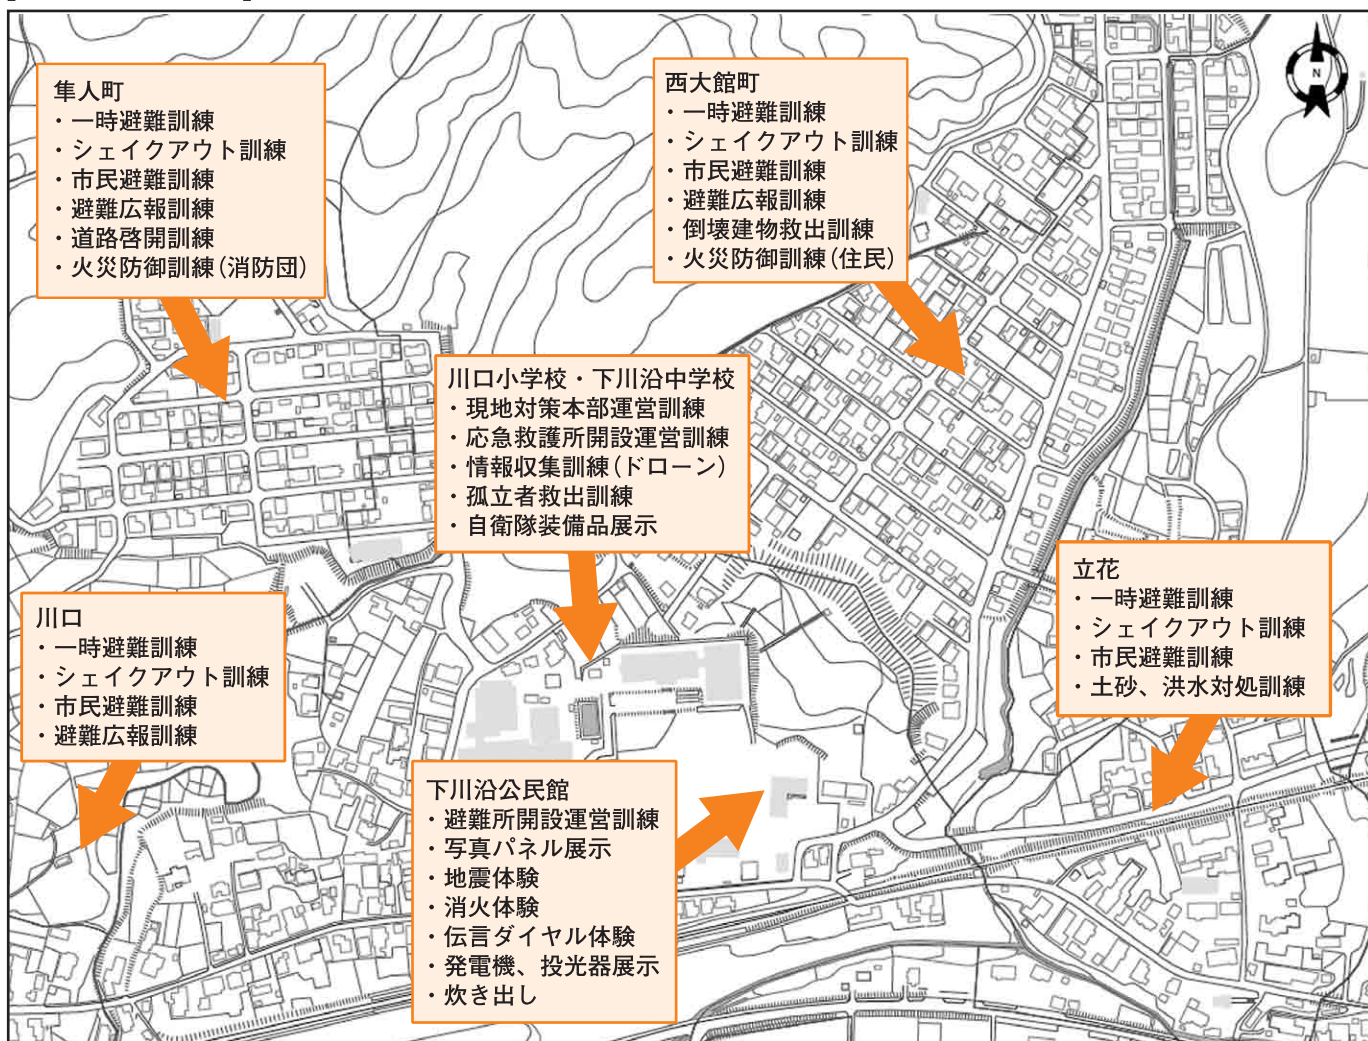 隼人町
・一時避難訓練
・シェイクアウト訓練
・市民避難訓練
・避難広報訓練
・道路啓開訓練
・火災防御訓練(消防団)
西大館町
・一時避難訓練
・シェイクアウト訓練
・市民避難訓練
・避難広報訓練
・倒壊建物救出訓練
・火災防御訓練(住民)
N
川口小学校・下川沿中学校
・現地対策本部運営訓練
・応急救護所開設運営訓練
・情報収集訓練(ドローン)
・孤立者救出訓練
・自衛隊装備品展示
川口
・一時避難訓練
・シェイクアウト訓練
・市民避難訓練
・避難広報訓練
立花
・一時避難訓練
・シェイクアウト訓練
・市民避難訓練
・土砂、洪水対処訓練
下川沿公民館
・避難所開設運営訓練
・写真パネル展示
・地震体験
・消火体験
・伝言ダイヤル体験
・発電機、投光器展示
・炊き出し